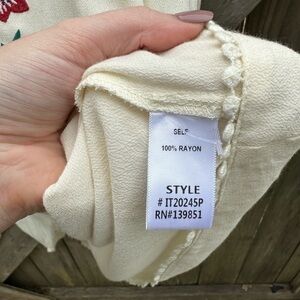 SELF
100% RAYON
STYLE
# IT20245P
RN#139851